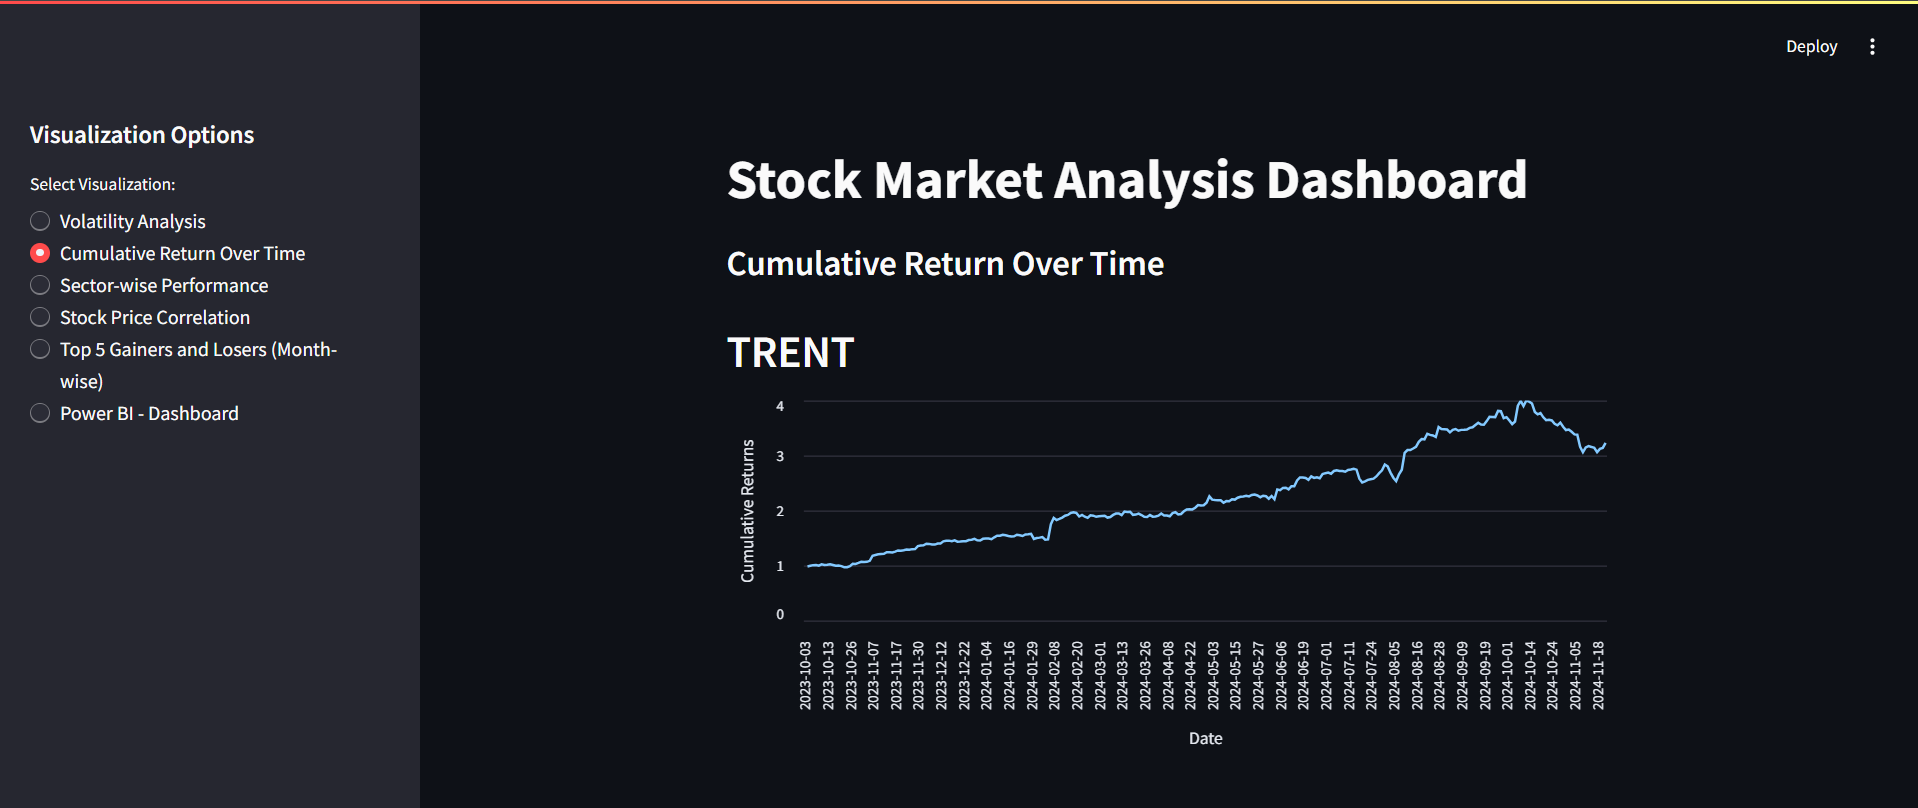 Deploy
Visualization Options
Select Visualization:
Volatility Analysis
Cumulative Return Over Time
Sector-wise Performance
Stock Price Correlation
Top 5 Gainers and Losers (Month-
wise)
Power BI - Dashboard
Stock Market Analysis Dashboard
Cumulative Return Over Time
TRENT
Cumulative Returns
4
3
2
1
0
2023-10-03
2023-10-13
2023-10-26
2023-11-07
2023-11-17
2023-11-30
2023-12-12
2023-12-22
2024-01-04
2024-01-16
2024-01-29
2024-02-08
2024-02-20
2024-03-01
2024-03-13
2024-03-26
2024-04-08
2024-04-22
2024-05-03
2024-05-15
2024-05-27
2024-06-06
2024-06-19
2024-07-01
2024-07-11
2024-07-24
2024-08-05
2024-08-16
2024-08-28
2024-09-09
2024-09-19
2024-10-01
2024-10-14
2024-10-24
2024-11-05
2024-11-18
Date